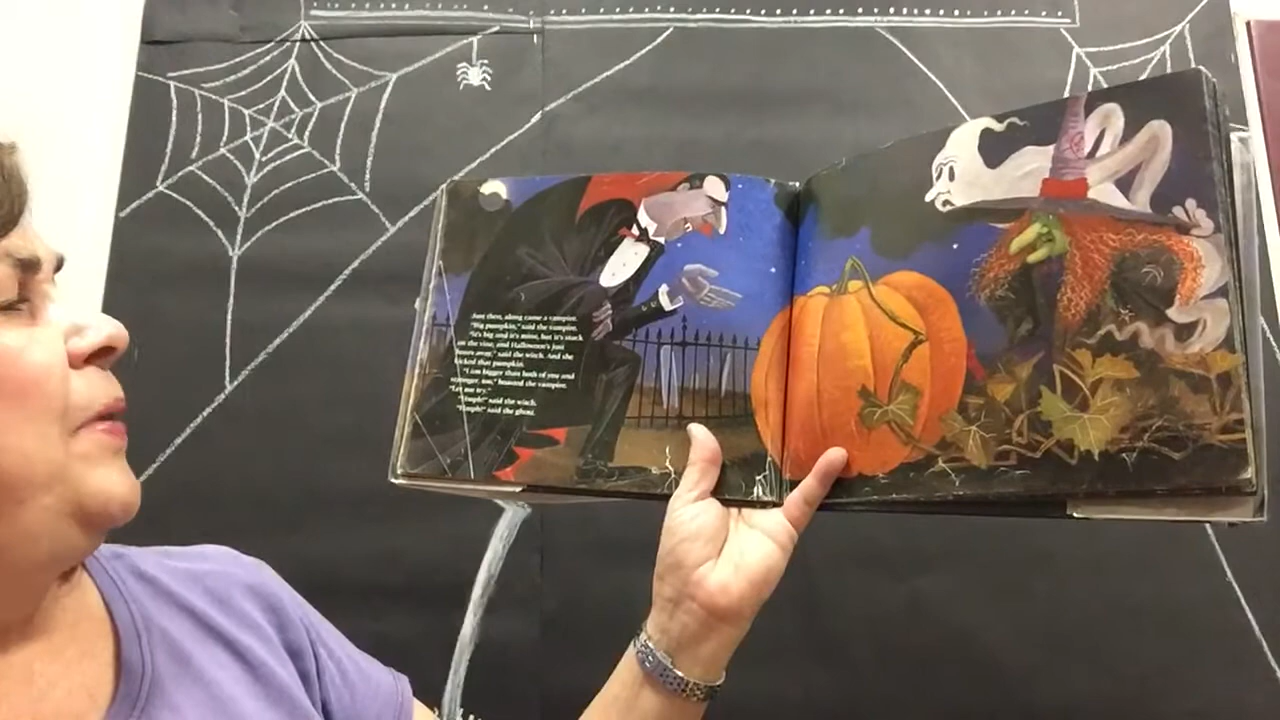 Just then, along came a vampire.
"Big pumpkin," said the vampire.
"It's big and it's mine, but it's stuck
on the vine, and Halloween's just
hours away," said the witch. And she
kicked that pumpkin.
"I am bigger than both of you and
stronger, too," boasted the vampire.
"Let me try."
"Humph!" said the witch.
"Humph!" said the ghost.